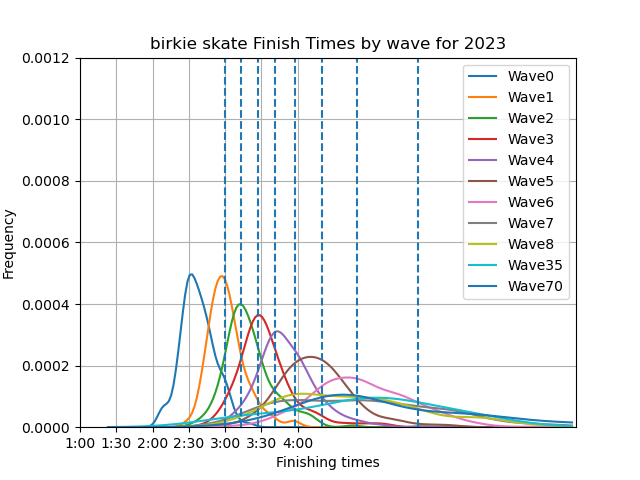 birkie skate Finish Times by wave for 2023
0.0012
0.0010
0.0008
0.0006
0.0004
0.0002
0.0000
Frequency
1:00 1:30 2:00 2:30 3:00 3:30 4:00
Finishing times
Wave0
Wave1
Wave2
Wave3
Wave4
Wave5
Wave6
Wave7
Wave8
Wave35
Wave70